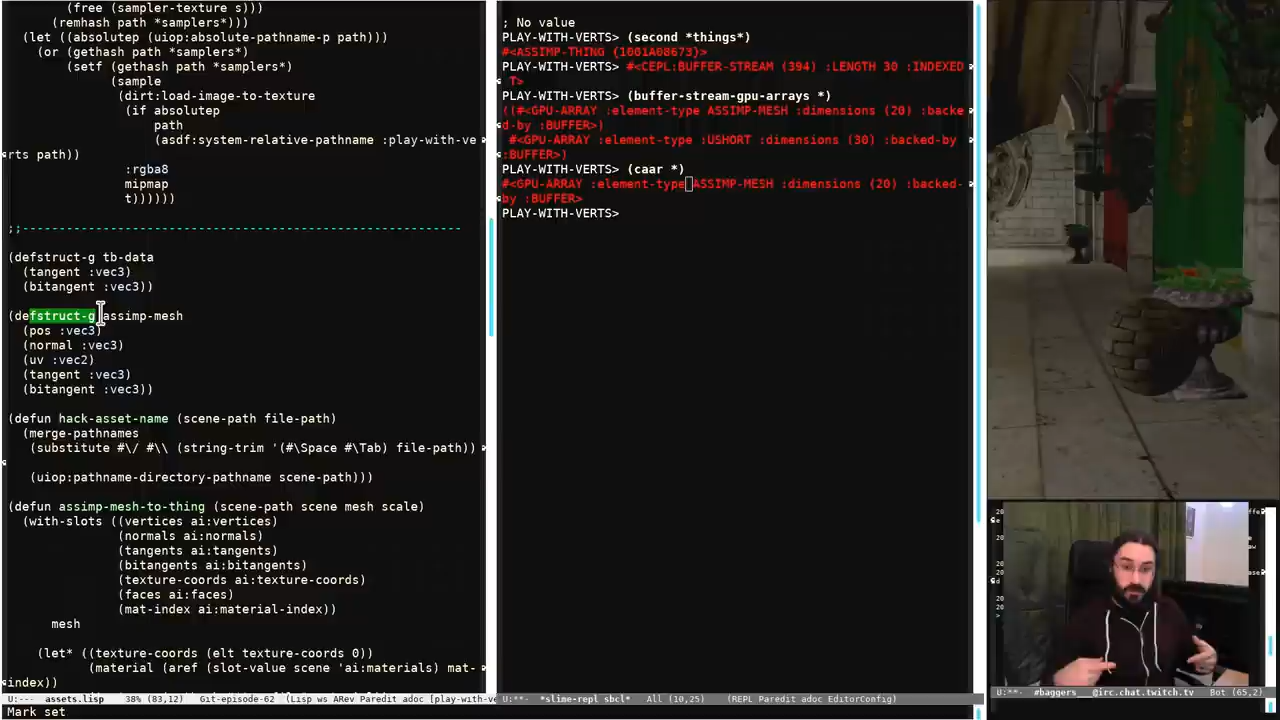 (free (sampler-texture s)))
(remhash path *samplers*)))
(let ((absolutep (uiop:absolute-pathname-p path)))
(or (gethash path *samplers*)
(setf (gethash path *samplers*)
(sample
(dirt:load-image-to-texture
(if absolutep
path
(asdf:system-relative-pathname :play-with-ve
rts path))
:rgba8
mipmap
t))))))
;;----------------------------------------------------------
(defstruct-g tb-data
(tangent :vec3)
(bitangent :vec3))
(defstruct-g assimp-mesh
(pos :vec3)
(normal :vec3)
(uv :vec2)
(tangent :vec3)
(bitangent :vec3))
(defun hack-asset-name (scene-path file-path)
(merge-pathnames
(substitute #\/ #\\ (string-trim '(#\Space #\Tab) file-path))
(uiop:pathname-directory-pathname scene-path)))
(defun assimp-mesh-to-thing (scene-path scene mesh scale)
(with-slots ((vertices ai:vertices)
(normals ai:normals)
(tangents ai:tangents)
(bitangents ai:bitangents)
(texture-coords ai:texture-coords)
(faces ai:faces)
(mat-index ai:material-index))
mesh
(let* ((texture-coords (elt texture-coords 0))
(material (aref (slot-value scene 'ai:materials) mat-
index))
U:--- assets.lisp 38% (83,12) Git-episode-62 (Lisp ws ARev Paredit adoc [play-with-ve
Mark set
; No value
PLAY-WITH-VERTS> (second *things*)
#<ASSIMP-THING {1001A08673}>
PLAY-WITH-VERTS> #<CEPL:BUFFER-STREAM (394) :LENGTH 30 :INDEXED
T>
PLAY-WITH-VERTS> (buffer-stream-gpu-arrays *)
((#<GPU-ARRAY :element-type ASSIMP-MESH :dimensions (20) :backe
d-by :BUFFER>)
#<GPU-ARRAY :element-type :USHORT :dimensions (30) :backed-by
:BUFFER>)
PLAY-WITH-VERTS> (caar *)
#<GPU-ARRAY :element-type ASSIMP-MESH :dimensions (20) :backed-
by :BUFFER>
PLAY-WITH-VERTS>
U:**- *slime-repl sbcl* All (10,25) (REPL Paredit adoc EditorConfig)
U:**- #baggers @irc.chat.twitch.tv Bot (65,2)